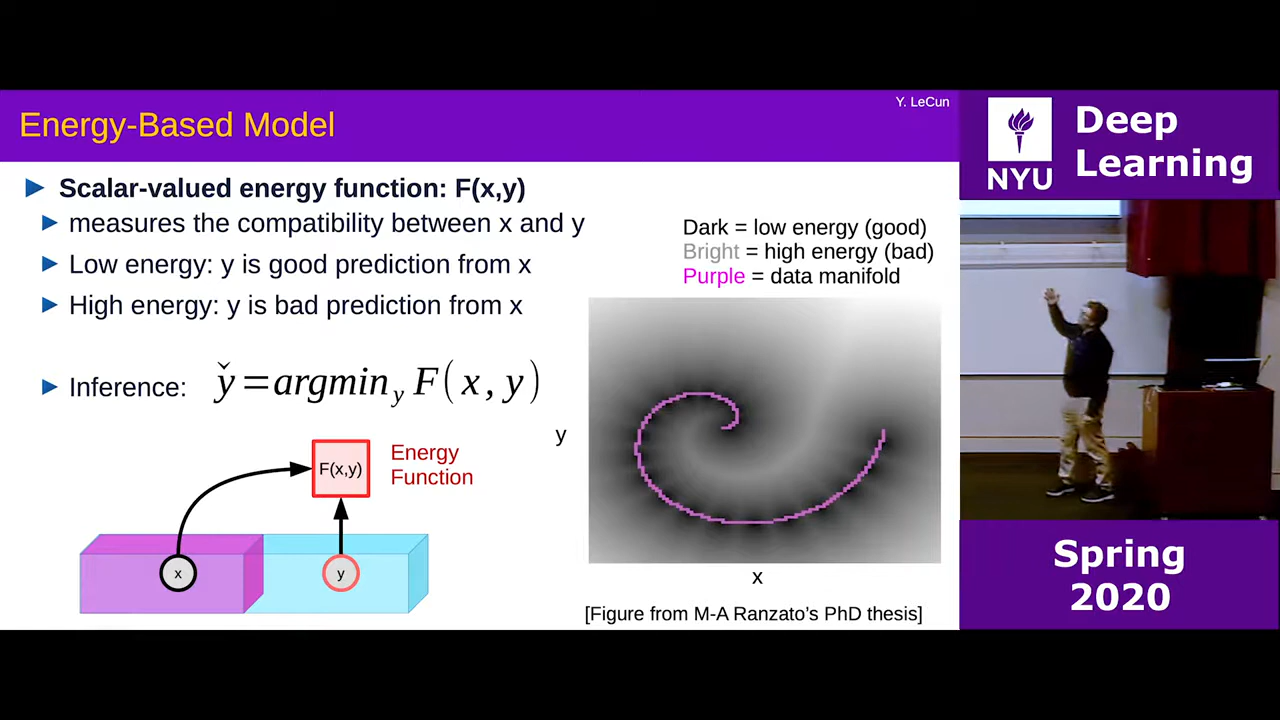 Y. LeCun
Energy-Based Model
Scalar-valued energy function: F(x,y)
measures the compatibility between x and y
Low energy: y is good prediction from x
High energy: y is bad prediction from x
Inference: y̌=argmin_y F(x,y)
F(x,y)
Energy
Function
x
y
Dark = low energy (good)
Bright = high energy (bad)
Purple = data manifold
y
x
[Figure from M-A Ranzato's PhD thesis]
NYU
Deep
Learning
Spring
2020